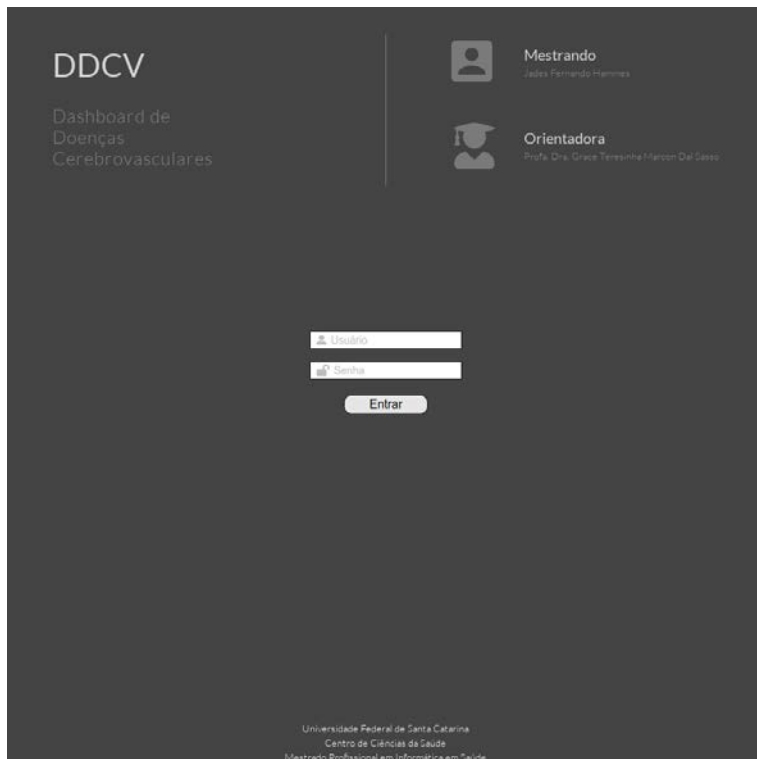 DDCV
Dashboard de
Doenças
Cerebrovasculares
Mestrando
Jades Fernando Hammes
Orientadora
Profa. Dra. Grace Teresinha Marcon Dal Sasso
Usuário
Senha
Entrar
Universidade Federal de Santa Catarina
Centro de Ciências da Saúde
Mestrado Profissional em Informática em Saúde